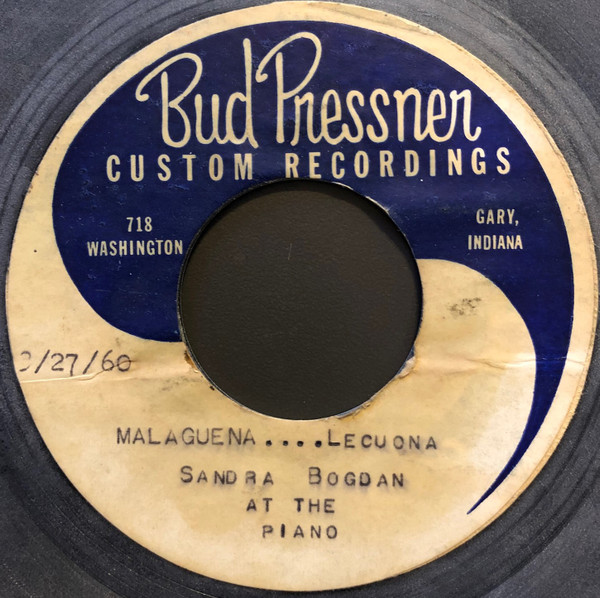 Bud Pressner
CUSTOM RECORDINGS
718
WASHINGTON
GARY,
INDIANA
/27/60
MALAGUENA....LECUONA
SANDRA BOGDAN
AT THE
PIANO